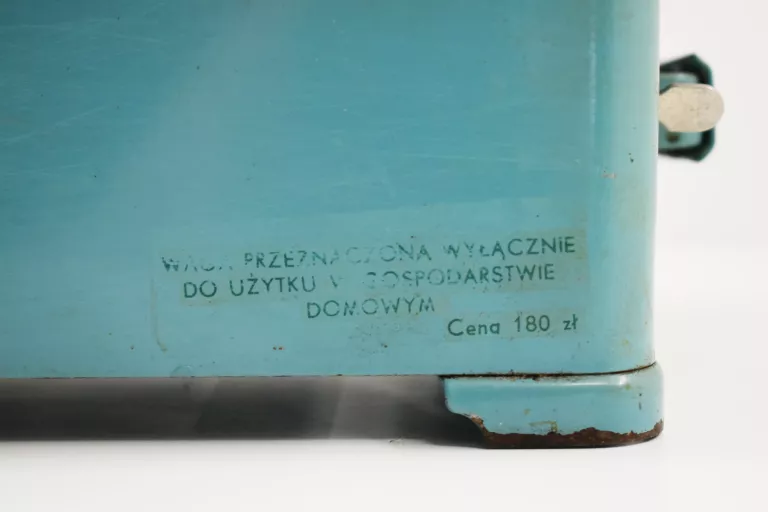 WAGA PRZEZNACZONA WYŁĄCZNIE
DO UŻYTKU W GOSPODARSTWIE
DOMOWYM
Cena 180 zł